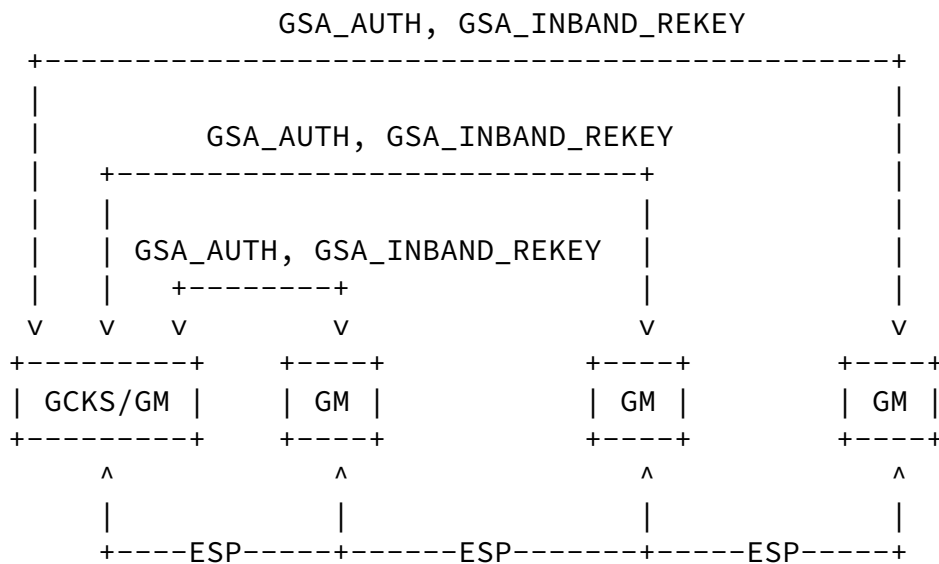 GSA_AUTH, GSA_INBAND_REKEY
GSA_AUTH, GSA_INBAND_REKEY
GSA_AUTH, GSA_INBAND_REKEY
GCKS/GM GM GM GM
ESP ESP ESP